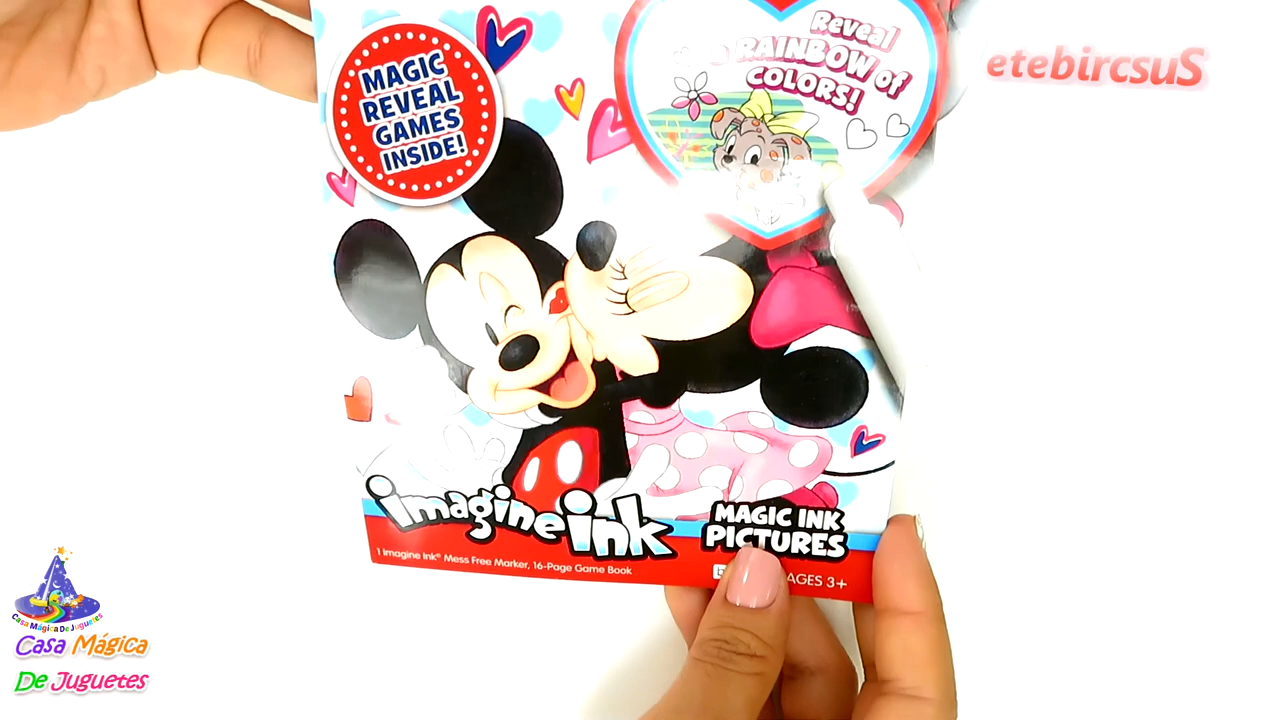 MAGIC
REVEAL
GAMES
INSIDE!
Reveal
RAINBOW of
COLORS!
etebircsuS
imagine ink
MAGIC INK
PICTURES
1 Imagine Ink® Mess Free Marker, 16-Page Game Book
AGES 3+
Casa Mágica De Juguetes
Casa Mágica
De Juguetes